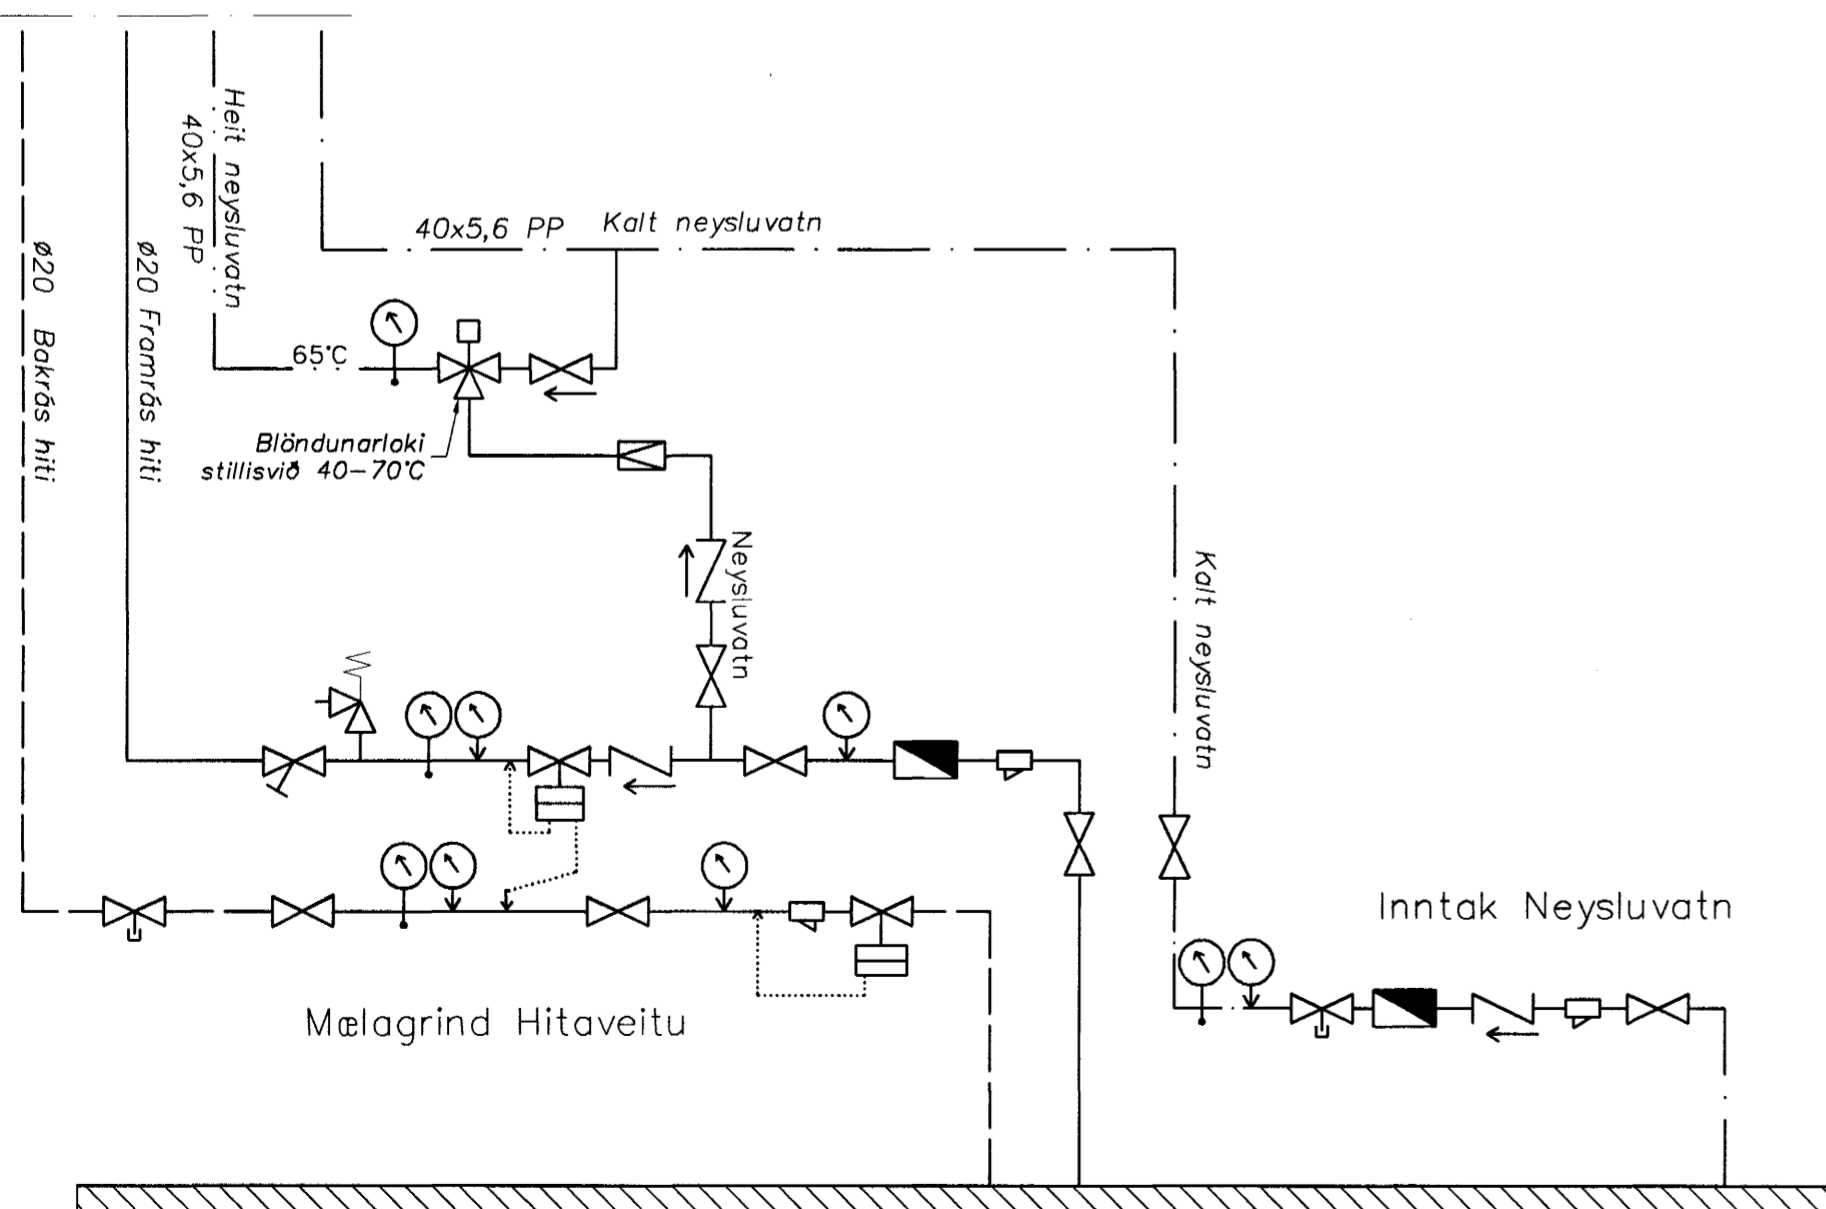 Heit neysluvatn
40x5,6 PP
40x5,6 PP Kalt neysluvatn
ø20 Bakrás hiti
ø20 Framrás hiti
65°C
Blöndunarloki
stillisvið 40-70°C
Neysluvatn
Kalt neysluvatn
Inntak Neysluvatn
Mælagrind Hitaveitu